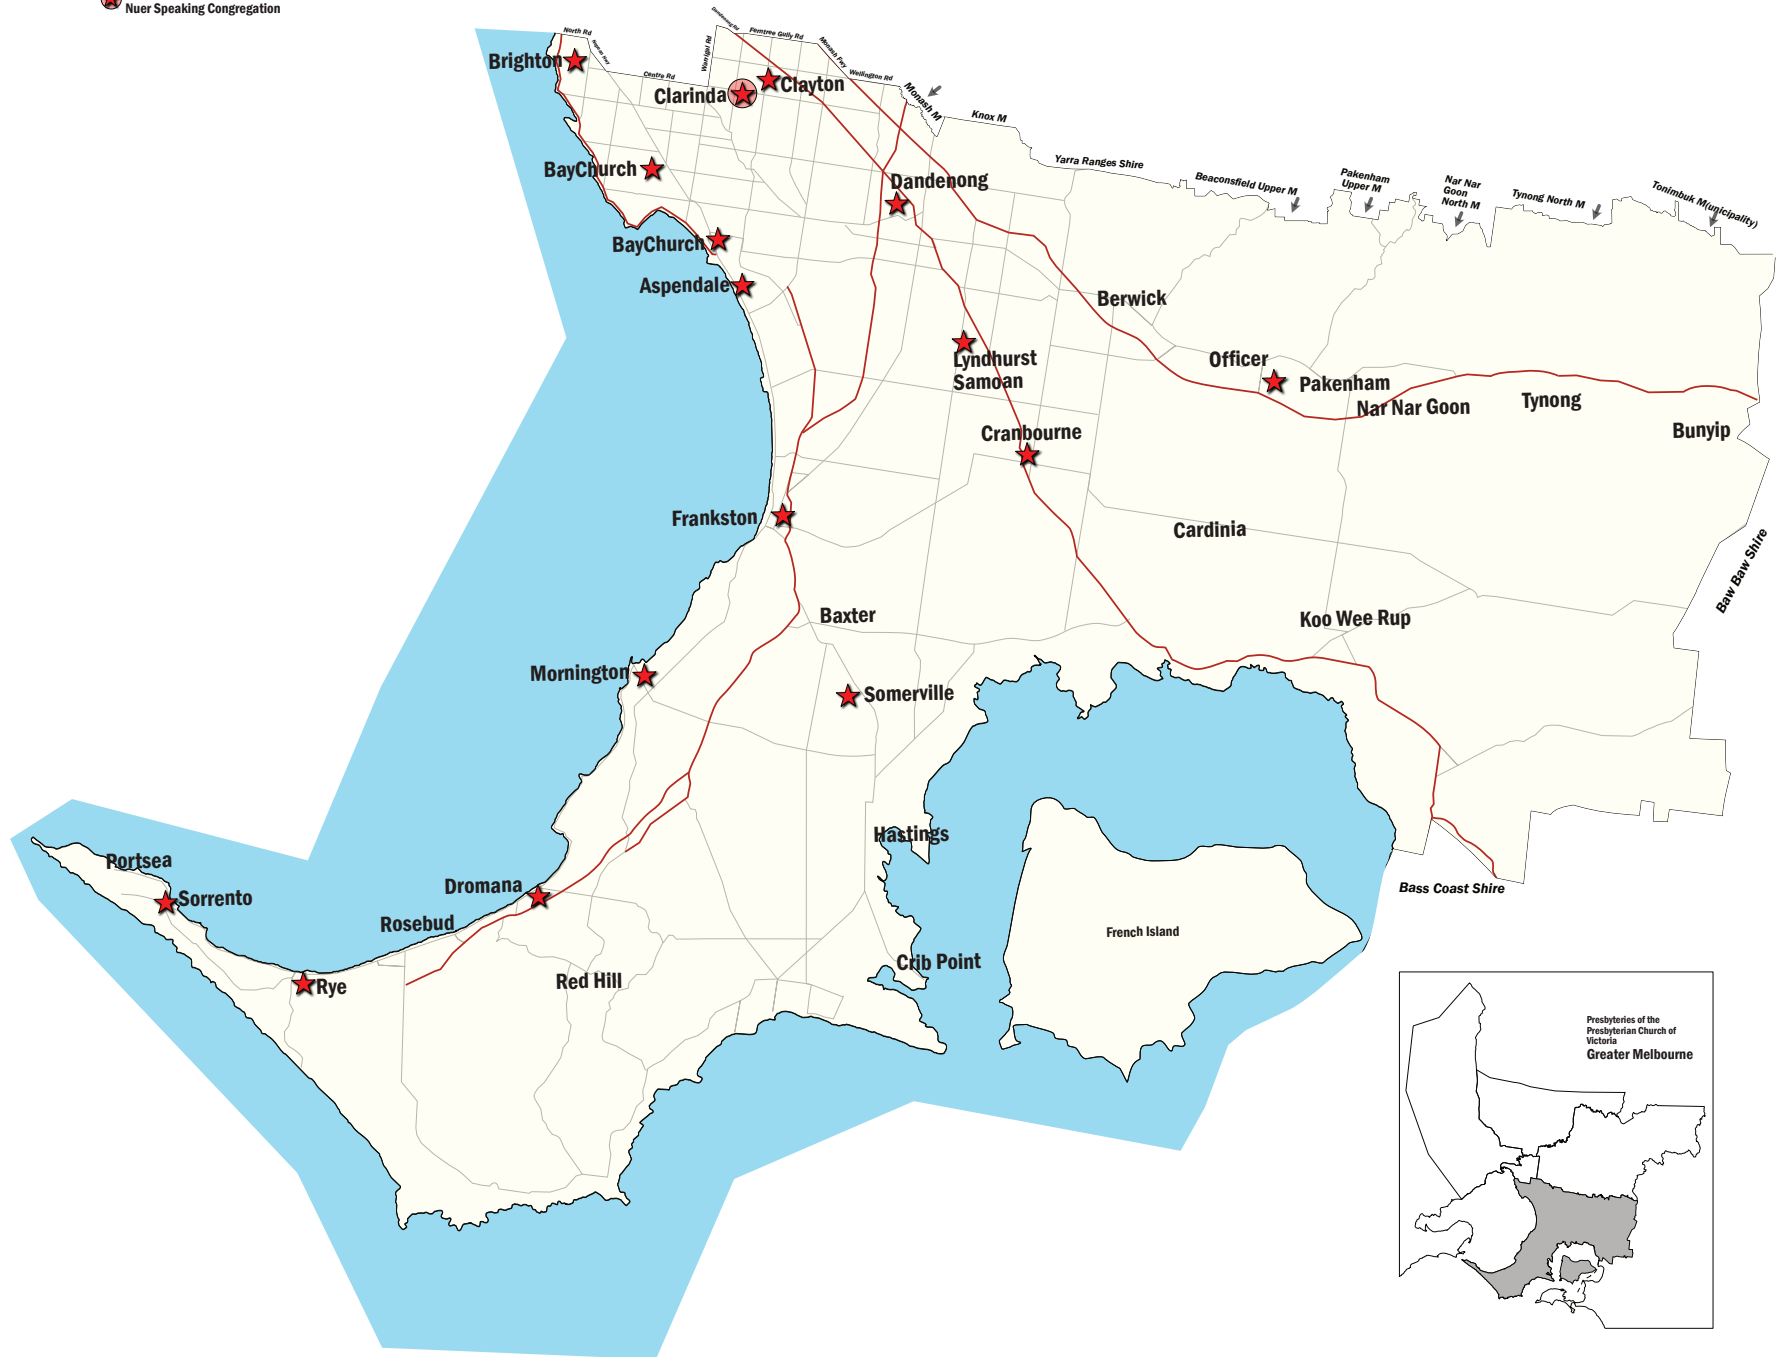 Nuer Speaking Congregation
North Rd
Nepean Hwy
Centre Rd
Warrigal Rd
Dandenong Rd
Ferntree Gully Rd
Monash Fwy
Wellington Rd
Monash M
Knox M
Yarra Ranges Shire
Beaconsfield Upper M
Pakenham
Upper M
Nar Nar
Goon
North M
Tynong North M
Tonimbuk M(unicipality)
Brighton
Clarinda
Clayton
BayChurch
Dandenong
BayChurch
Aspendale
Berwick
Lyndhurst
Samoan
Officer
Pakenham
Nar Nar Goon
Tynong
Bunyip
Cranbourne
Frankston
Cardinia
Baw Baw Shire
Baxter
Koo Wee Rup
Mornington
Somerville
Hastings
Portsea
Sorrento
Dromana
Rosebud
Bass Coast Shire
French Island
Crib Point
Red Hill
Rye
Presbyteries of the
Presbyterian Church of
Victoria
Greater Melbourne